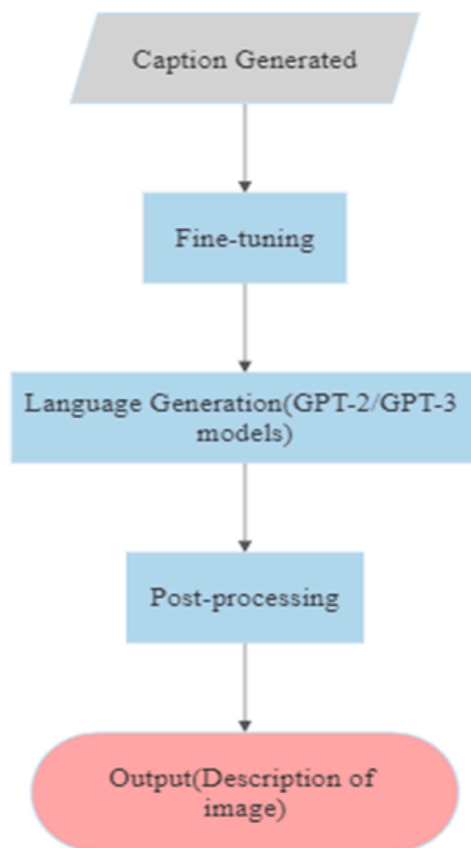 Caption Generated
Fine-tuning
Language Generation(GPT-2/GPT-3
models)
Post-processing
Output(Description of
image)